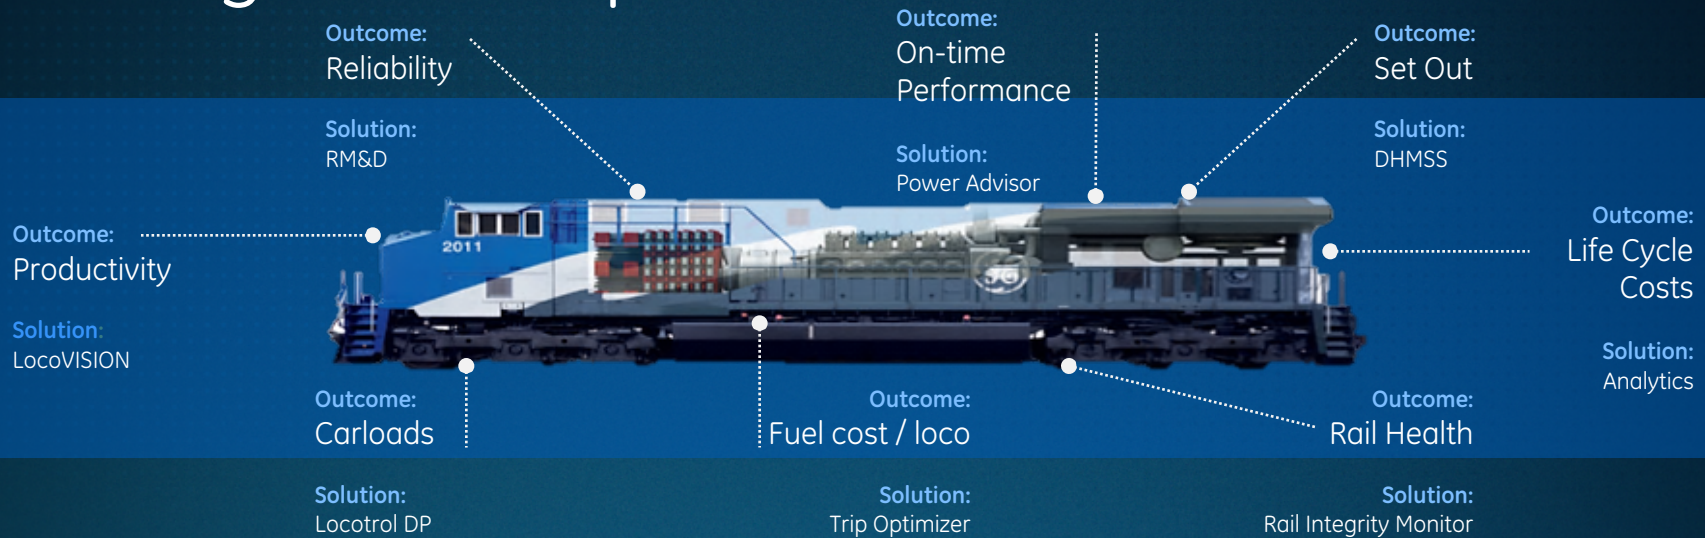 Outcome:
Reliability
Solution:
RM&D
Outcome:
On-time
Performance
Solution:
Power Advisor
Outcome:
Set Out
Solution:
DHMSS
Outcome:
Productivity
Solution:
LocoVISION
2011
GE
Outcome:
Life Cycle
Costs
Solution:
Analytics
Outcome:
Carloads
Solution:
Locotrol DP
Outcome:
Fuel cost / loco
Solution:
Trip Optimizer
Outcome:
Rail Health
Solution:
Rail Integrity Monitor